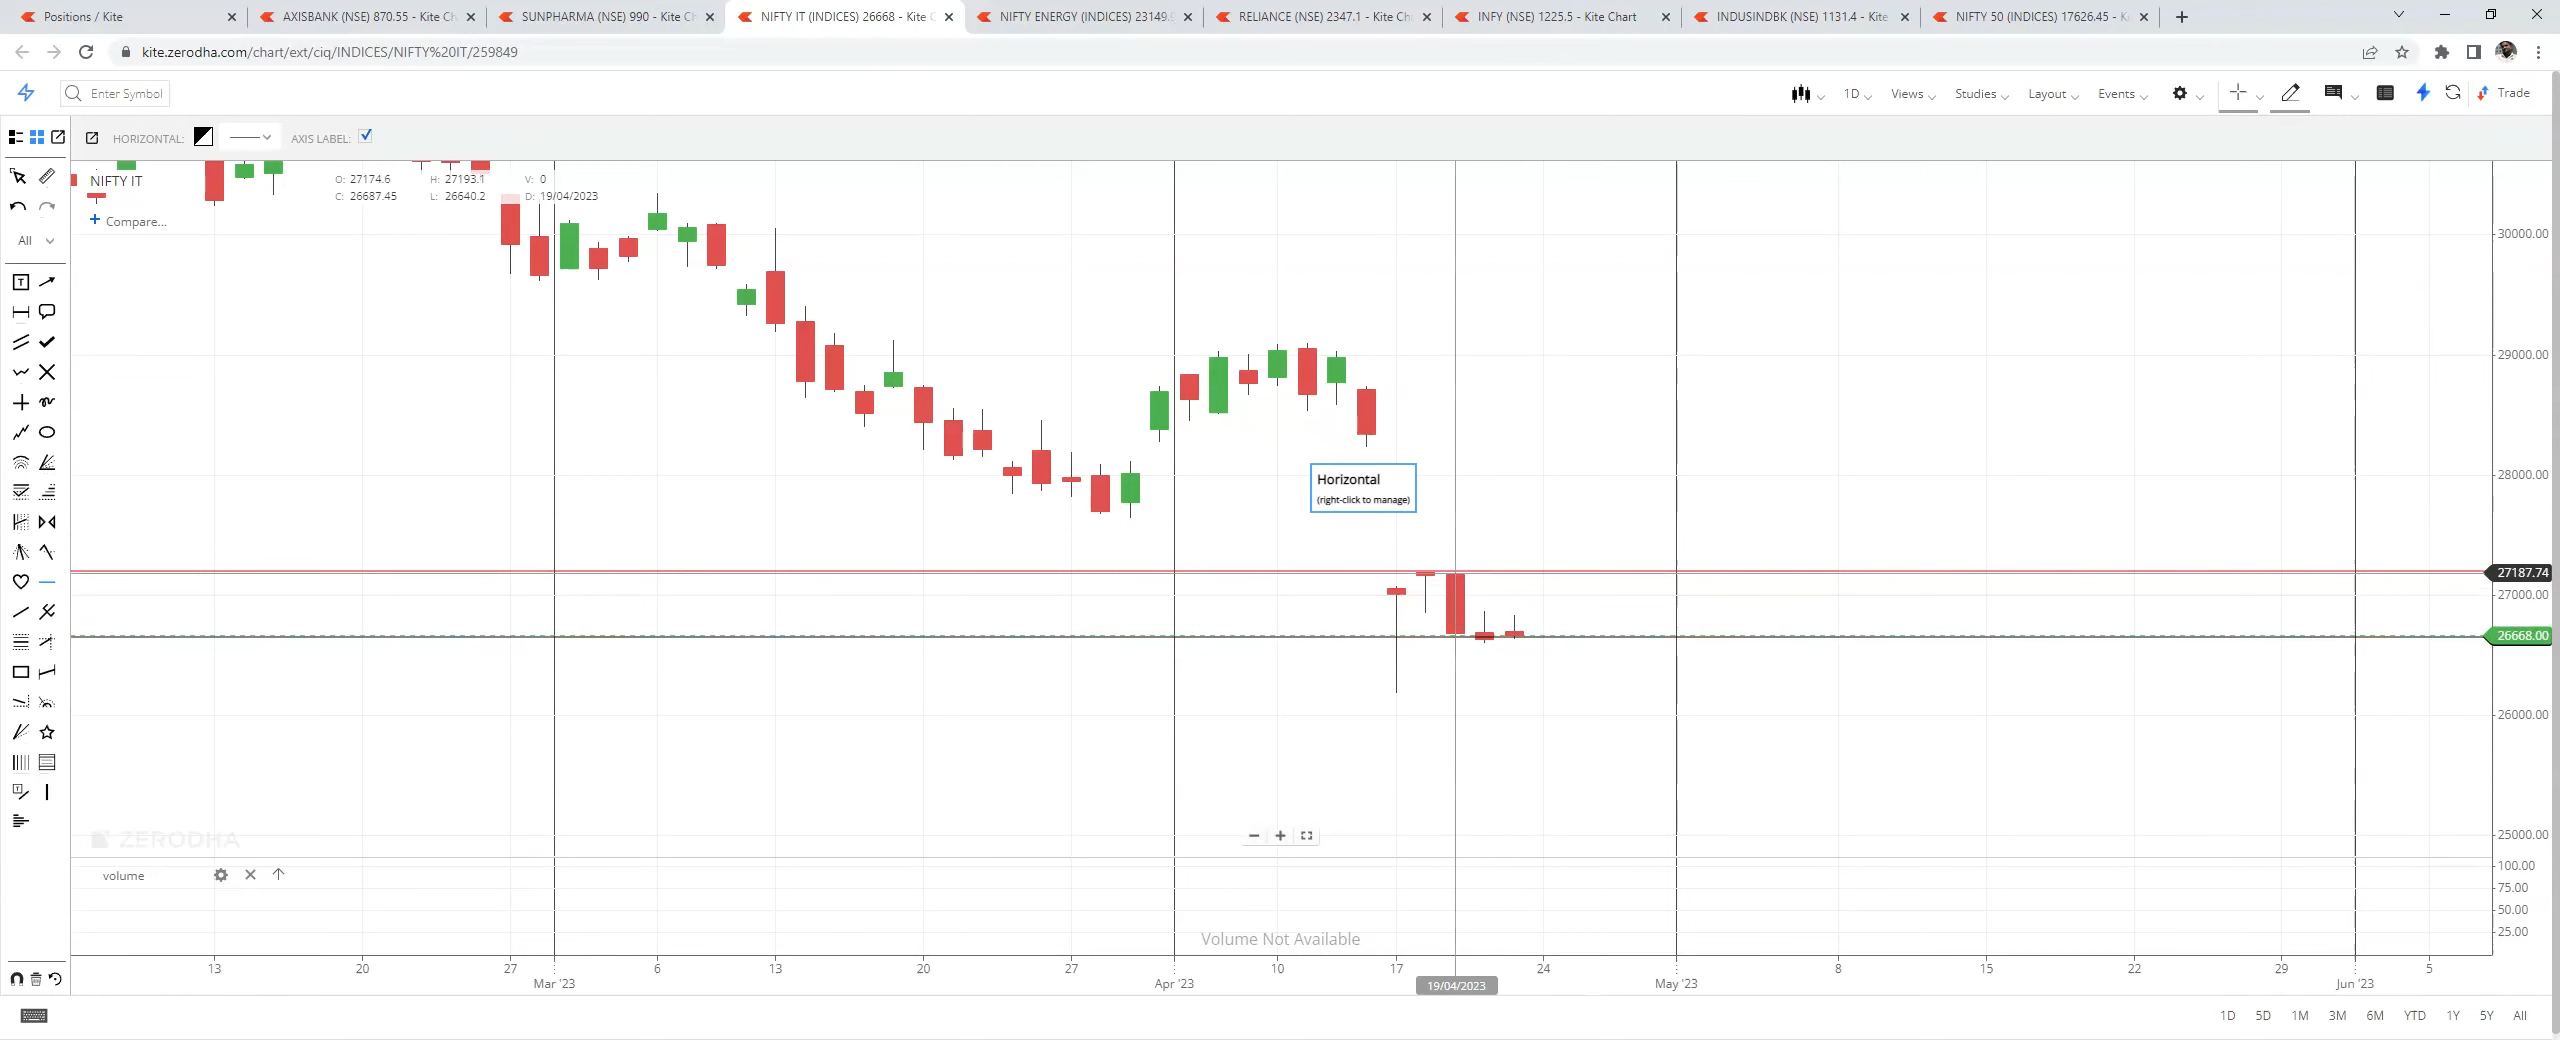 Positions / Kite
AXISBANK (NSE) 870.55 - Kite Ch
SUNPHARMA (NSE) 990 - Kite Ch
NIFTY IT (INDICES) 26668 - Kite C
NIFTY ENERGY (INDICES) 23149.
RELIANCE (NSE) 2347.1 - Kite Ch
INFY (NSE) 1225.5 - Kite Chart
INDUSINDBK (NSE) 1131.4 - Kite
NIFTY 50 (INDICES) 17626.45 -
kite.zerodha.com/chart/ext/ciq/INDICES/NIFTY%20IT/259849
Enter Symbol
1D
Views
Studies
Layout
Events
Trade
HORIZONTAL:
AXIS LABEL:
NIFTY IT
O: 27174.6 H: 27193.1 V: 0
C: 26687.45 L: 26640.2 D: 19/04/2023
+ Compare...
All
Horizontal
(right-click to manage)
30000.00
29000.00
28000.00
27187.74
27000.00
26668.00
26000.00
25000.00
ZERODHA
volume
100.00
75.00
50.00
25.00
Volume Not Available
13 20 27 6 13 20 27 10 17 24 8 15 22 29 5
Mar '23 Apr '23 19/04/2023 May '23 Jun '23
1D 5D 1M 3M 6M YTD 1Y 5Y All